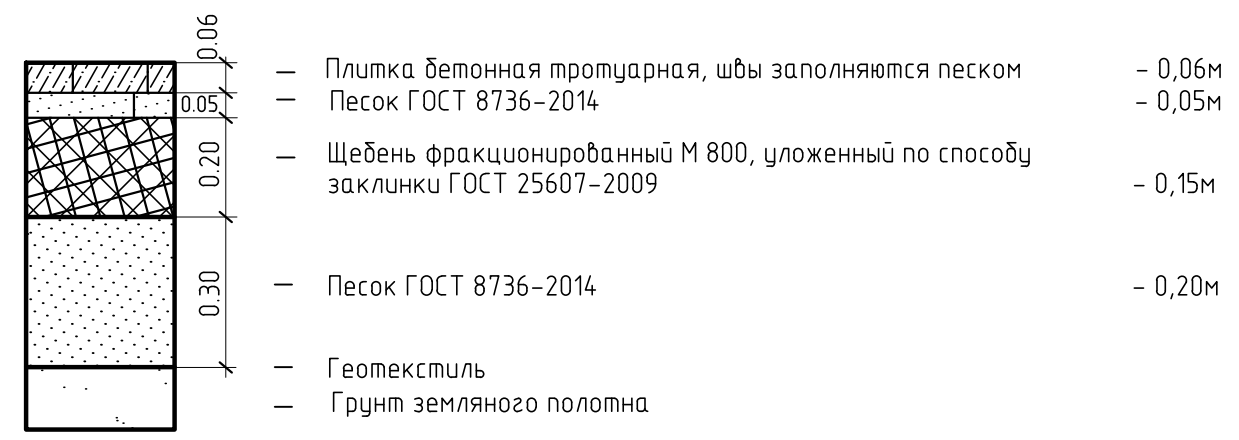 0.06
— Плитка бетонная тротуарная, швы заполняются песком - 0,06м
0.05 — Песок ГОСТ 8736-2014 - 0,05м
0.20 — Щебень фракционированный М 800, уложенный по способу
заклинки ГОСТ 25607-2009 - 0,15м
0.30 — Песок ГОСТ 8736-2014 - 0,20м
— Геотекстиль
— Грунт земляного полотна